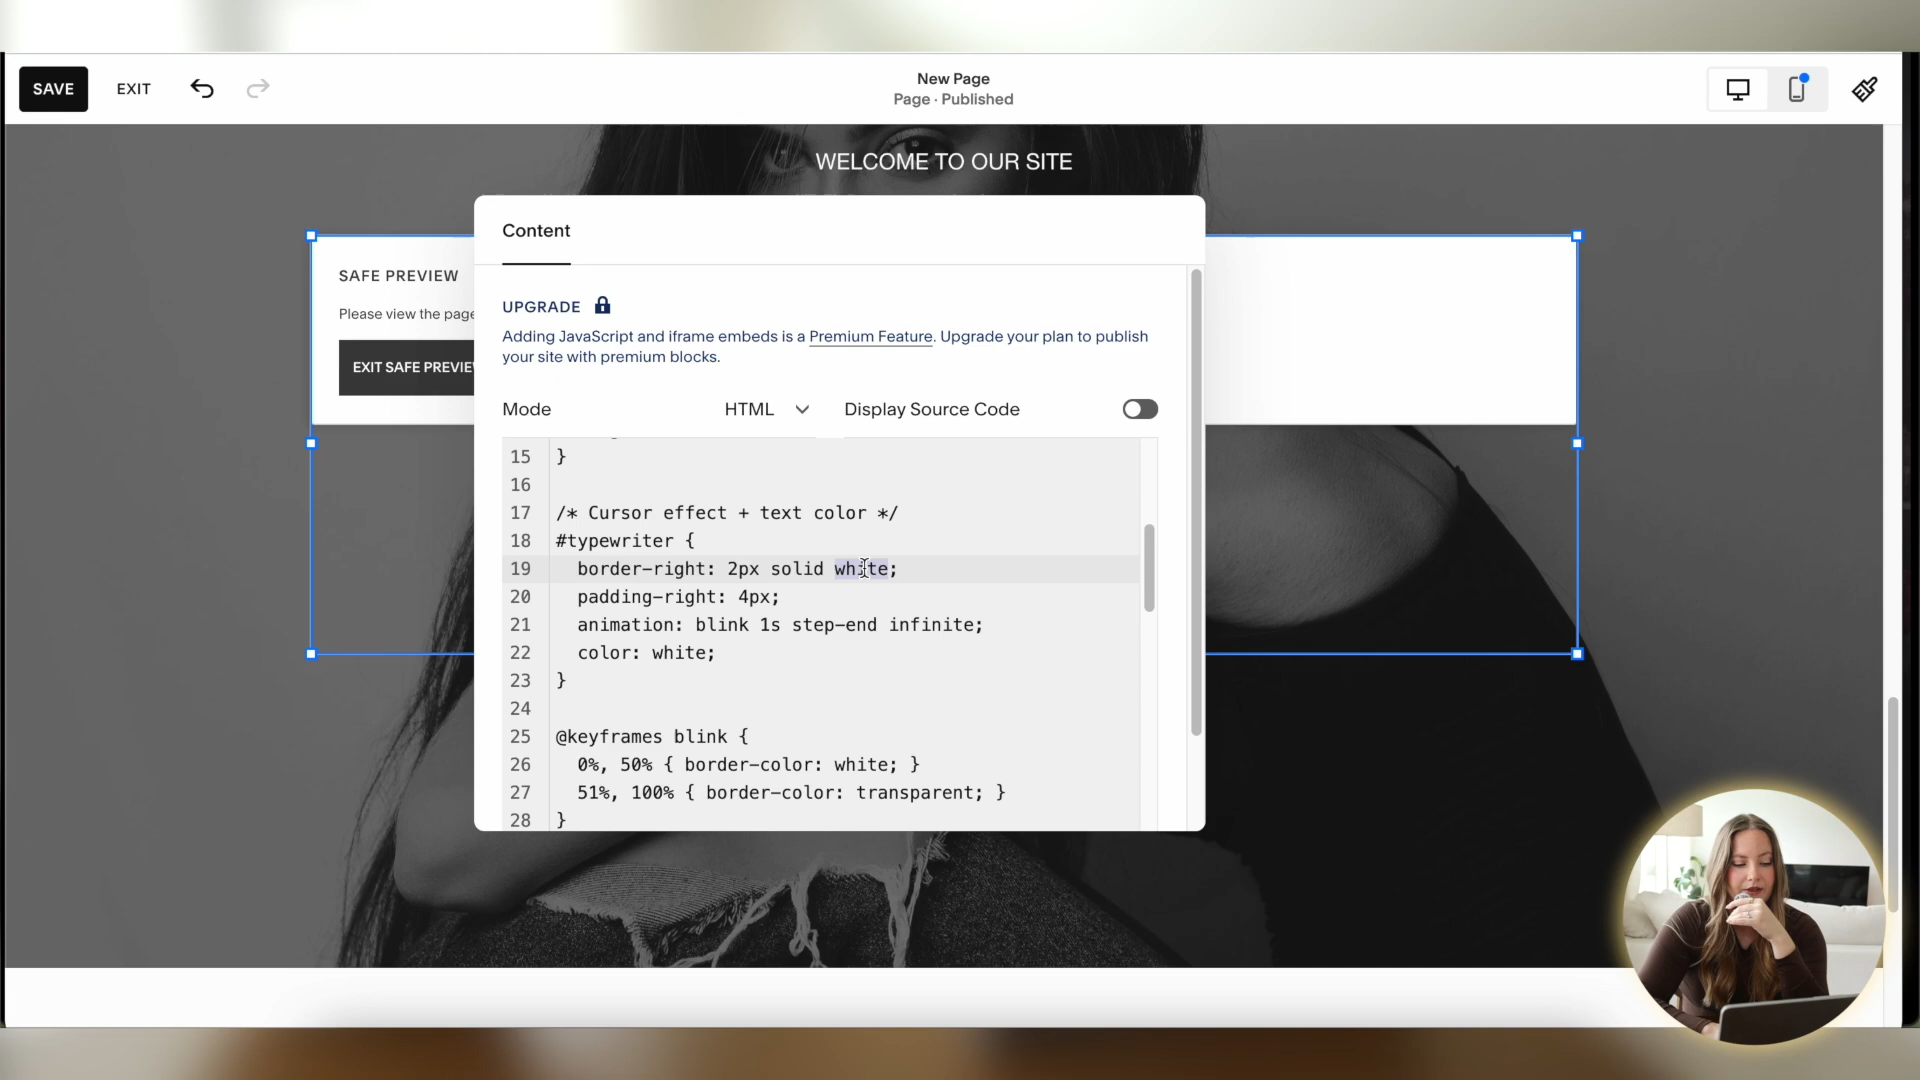 SAVE
EXIT
New Page
Page · Published
WELCOME TO OUR SITE
Content
SAFE PREVIEW
Please view the page
EXIT SAFE PREVIE
UPGRADE
Adding JavaScript and iframe embeds is a Premium Feature. Upgrade your plan to publish
your site with premium blocks.
Mode HTML Display Source Code
15 }
16
17 /* Cursor effect + text color */
18 #typewriter {
19 border-right: 2px solid white;
20 padding-right: 4px;
21 animation: blink 1s step-end infinite;
22 color: white;
23 }
24
25 @keyframes blink {
26 0%, 50% { border-color: white; }
27 51%, 100% { border-color: transparent; }
28 }